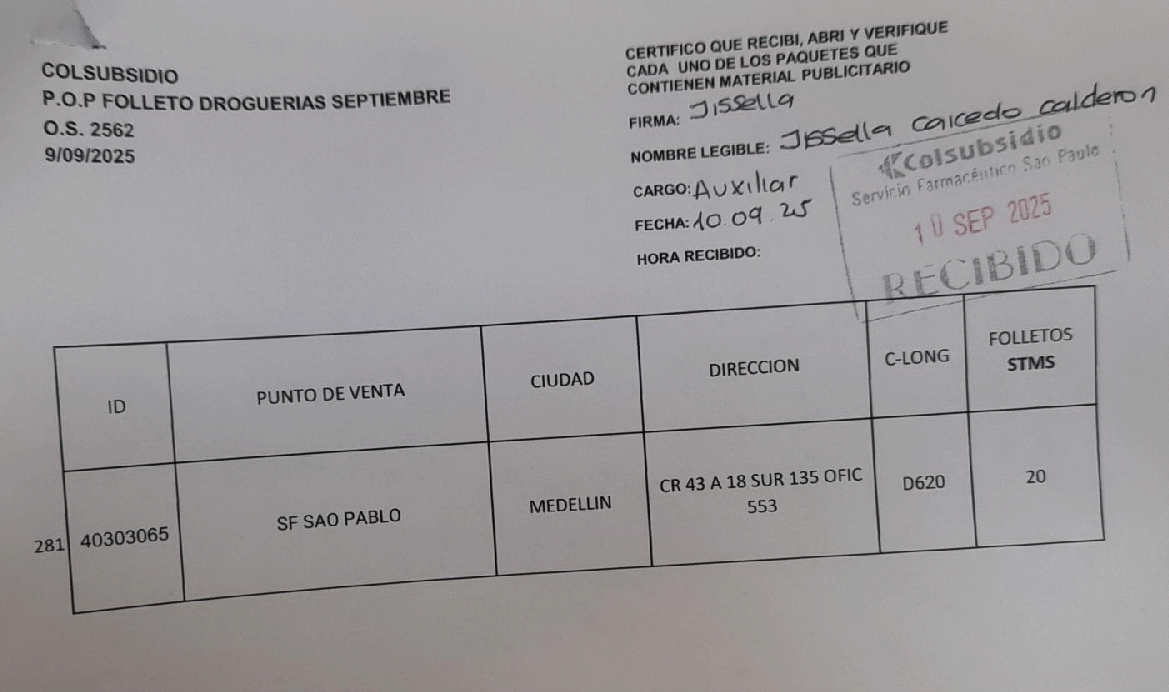 COLSUBSIDIO
P.O.P FOLLETO DROGUERIAS SEPTIEMBRE
O.S. 2562
9/09/2025
CERTIFICO QUE RECIBI, ABRI Y VERIFIQUE
CADA UNO DE LOS PAQUETES QUE
CONTIENEN MATERIAL PUBLICITARIO
FIRMA: Jissella
NOMBRE LEGIBLE: Jissella Caicedo Calderon
CARGO: Auxiliar
FECHA: 10.09.25
HORA RECIBIDO:
Colsubsidio
Servicio Farmacéutico Sao Paulo
10 SEP 2025
RECIBIDO
ID PUNTO DE VENTA CIUDAD DIRECCION C-LONG FOLLETOS STMS
281 40303065 SF SAO PABLO MEDELLIN CR 43 A 18 SUR 135 OFIC 553 D620 20